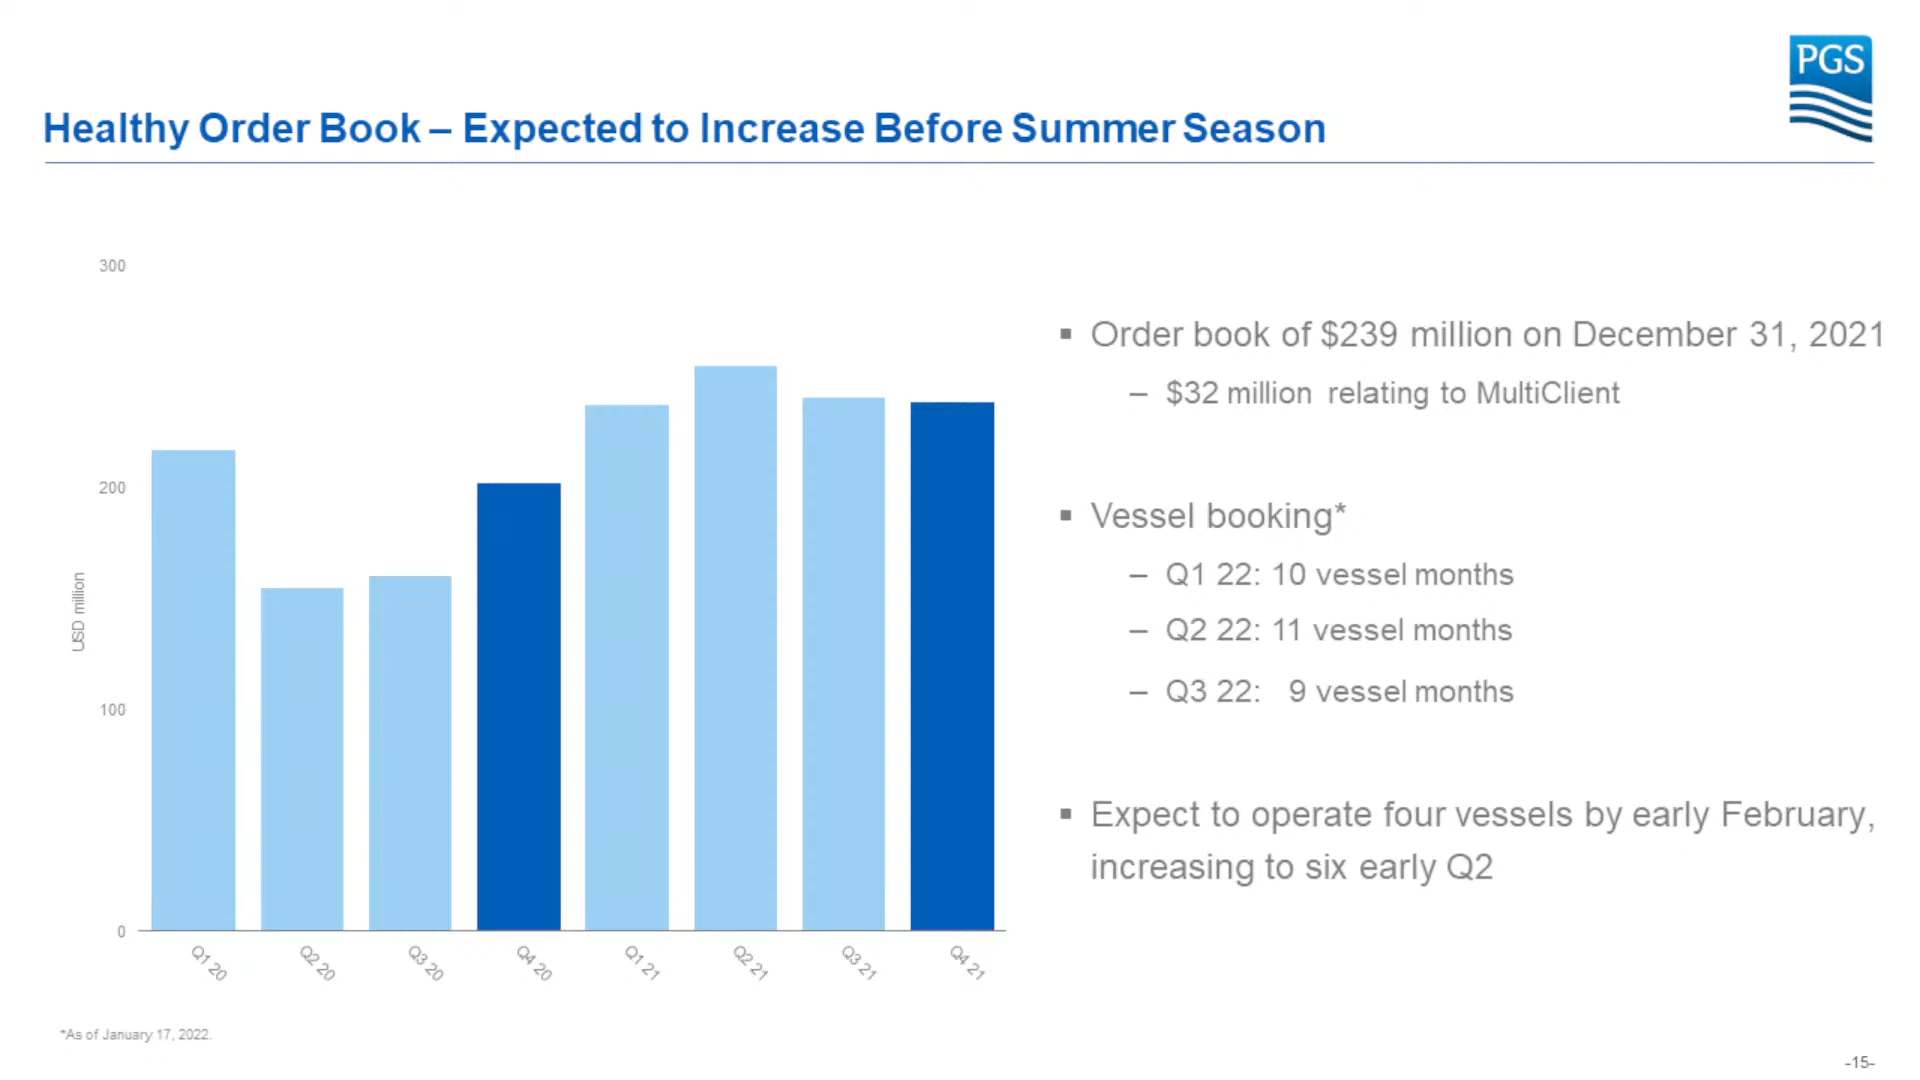 PGS
Healthy Order Book – Expected to Increase Before Summer Season
300
200
100
0
USD million
Q1 20
Q2 20
Q3 20
Q4 20
Q1 21
Q2 21
Q3 21
Q4 21
▪ Order book of $239 million on December 31, 2021
– $32 million relating to MultiClient
▪ Vessel booking*
– Q1 22: 10 vessel months
– Q2 22: 11 vessel months
– Q3 22: 9 vessel months
▪ Expect to operate four vessels by early February,
increasing to six early Q2
*As of January 17, 2022.
-15-